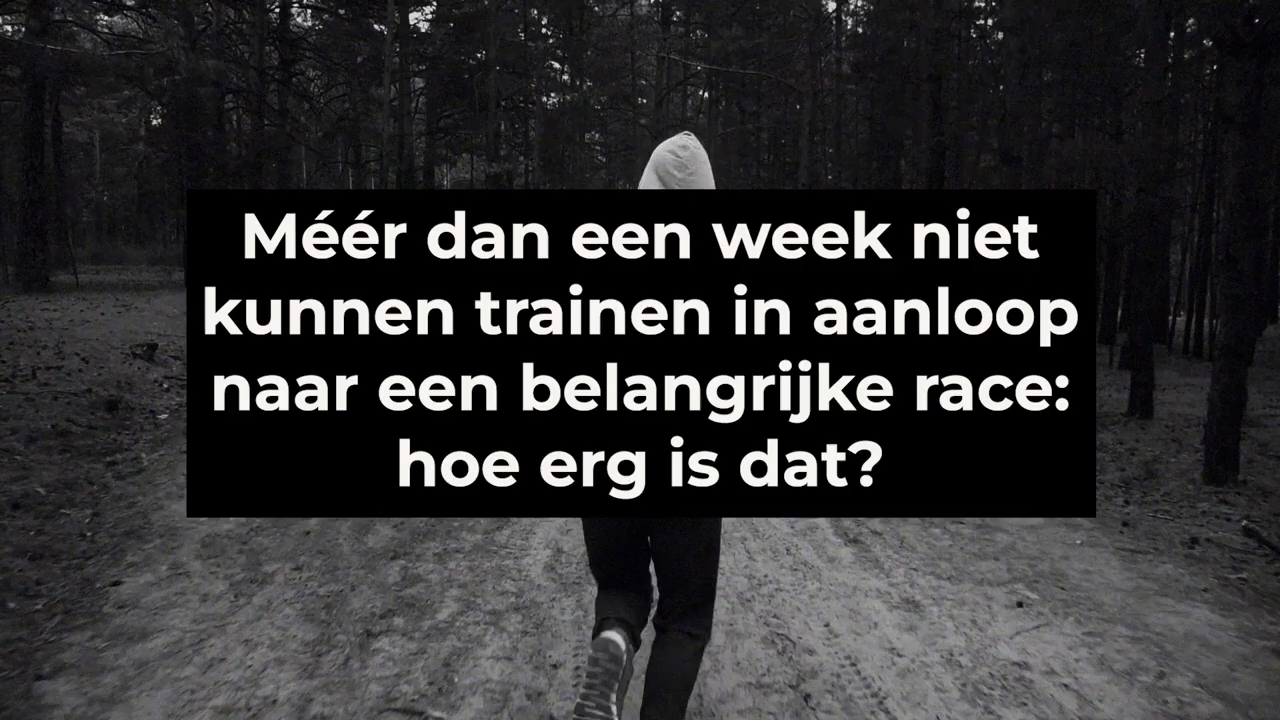 Méér dan een week niet
kunnen trainen in aanloop
naar een belangrijke race:
hoe erg is dat?